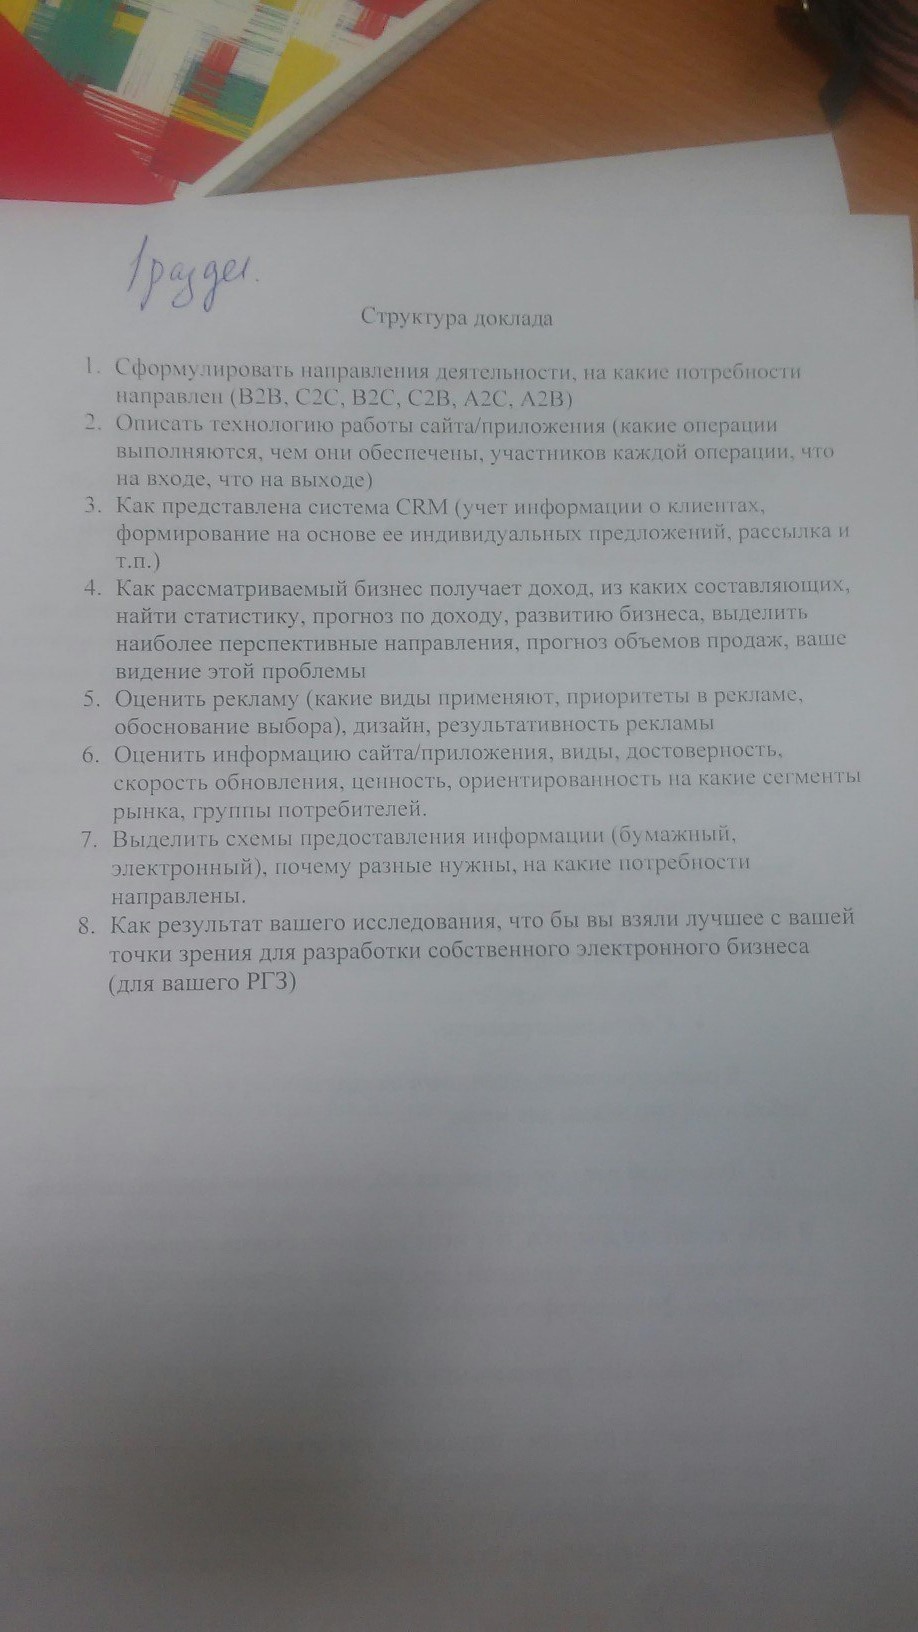 1 раздел.
Структура доклада
1. Сформулировать направления деятельности, на какие потребности
направлен (B2B, C2C, B2C, C2B, A2C, A2B)
2. Описать технологию работы сайта/приложения (какие операции
выполняются, чем они обеспечены, участников каждой операции, что
на входе, что на выходе)
3. Как представлена система CRM (учет информации о клиентах,
формирование на основе ее индивидуальных предложений, рассылка и
т.п.)
4. Как рассматриваемый бизнес получает доход, из каких составляющих,
найти статистику, прогноз по доходу, развитию бизнеса, выделить
наиболее перспективные направления, прогноз объемов продаж, ваше
видение этой проблемы
5. Оценить рекламу (какие виды применяют, приоритеты в рекламе,
обоснование выбора), дизайн, результативность рекламы
6. Оценить информацию сайта/приложения, виды, достоверность,
скорость обновления, ценность, ориентированность на какие сегменты
рынка, группы потребителей.
7. Выделить схемы предоставления информации (бумажный,
электронный), почему разные нужны, на какие потребности
направлены.
8. Как результат вашего исследования, что бы вы взяли лучшее с вашей
точки зрения для разработки собственного электронного бизнеса
(для вашего РГЗ)